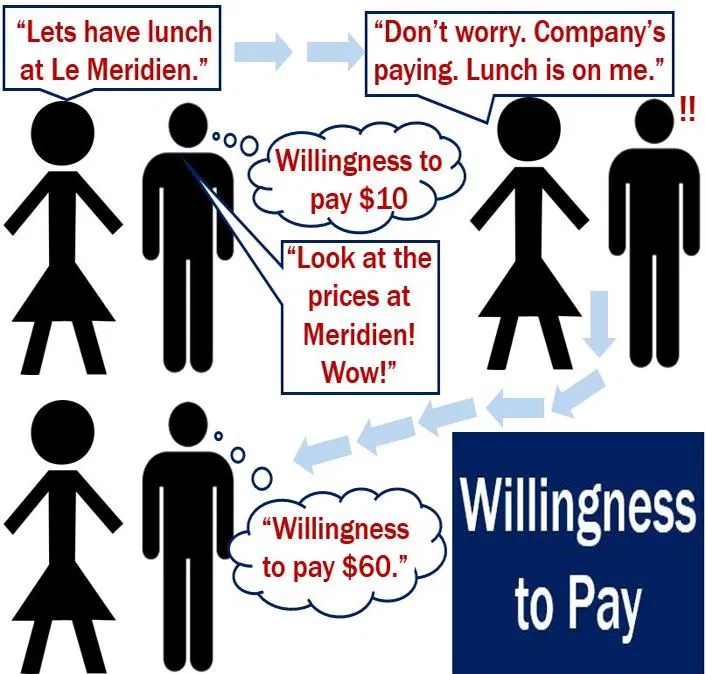 “Lets have lunch
at Le Meridien.”
“Don’t worry. Company’s
paying. Lunch is on me.”
!!
Willingness to
pay $10
“Look at the
prices at
Meridien!
Wow!”
“Willingness
to pay $60.”
Willingness
to Pay